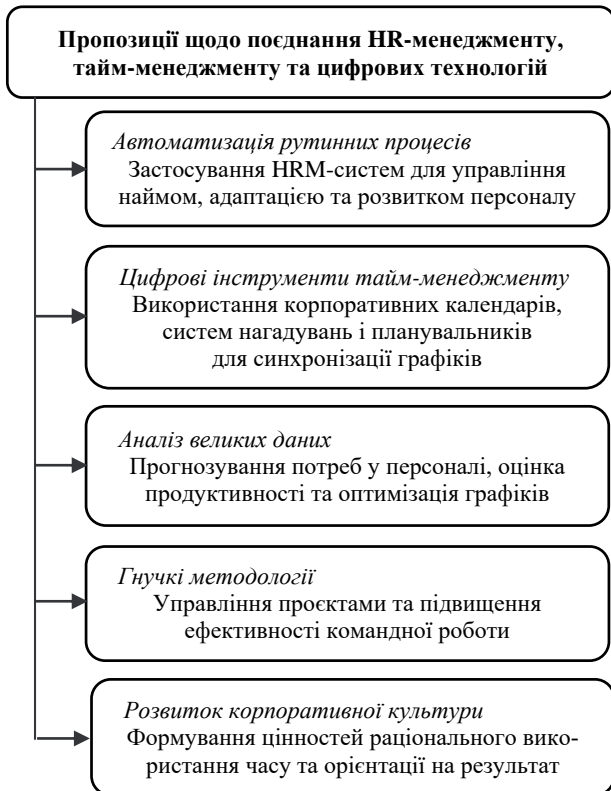 Пропозиції щодо поєднання HR-менеджменту,
тайм-менеджменту та цифрових технологій
Автоматизація рутинних процесів
Застосування HRM-систем для управління
наймом, адаптацією та розвитком персоналу
Цифрові інструменти тайм-менеджменту
Використання корпоративних календарів,
систем нагадувань і планувальників
для синхронізації графіків
Аналіз великих даних
Прогнозування потреб у персоналі, оцінка
продуктивності та оптимізація графіків
Гнучкі методології
Управління проєктами та підвищення
ефективності командної роботи
Розвиток корпоративної культури
Формування цінностей раціонального вико-
ристання часу та орієнтації на результат